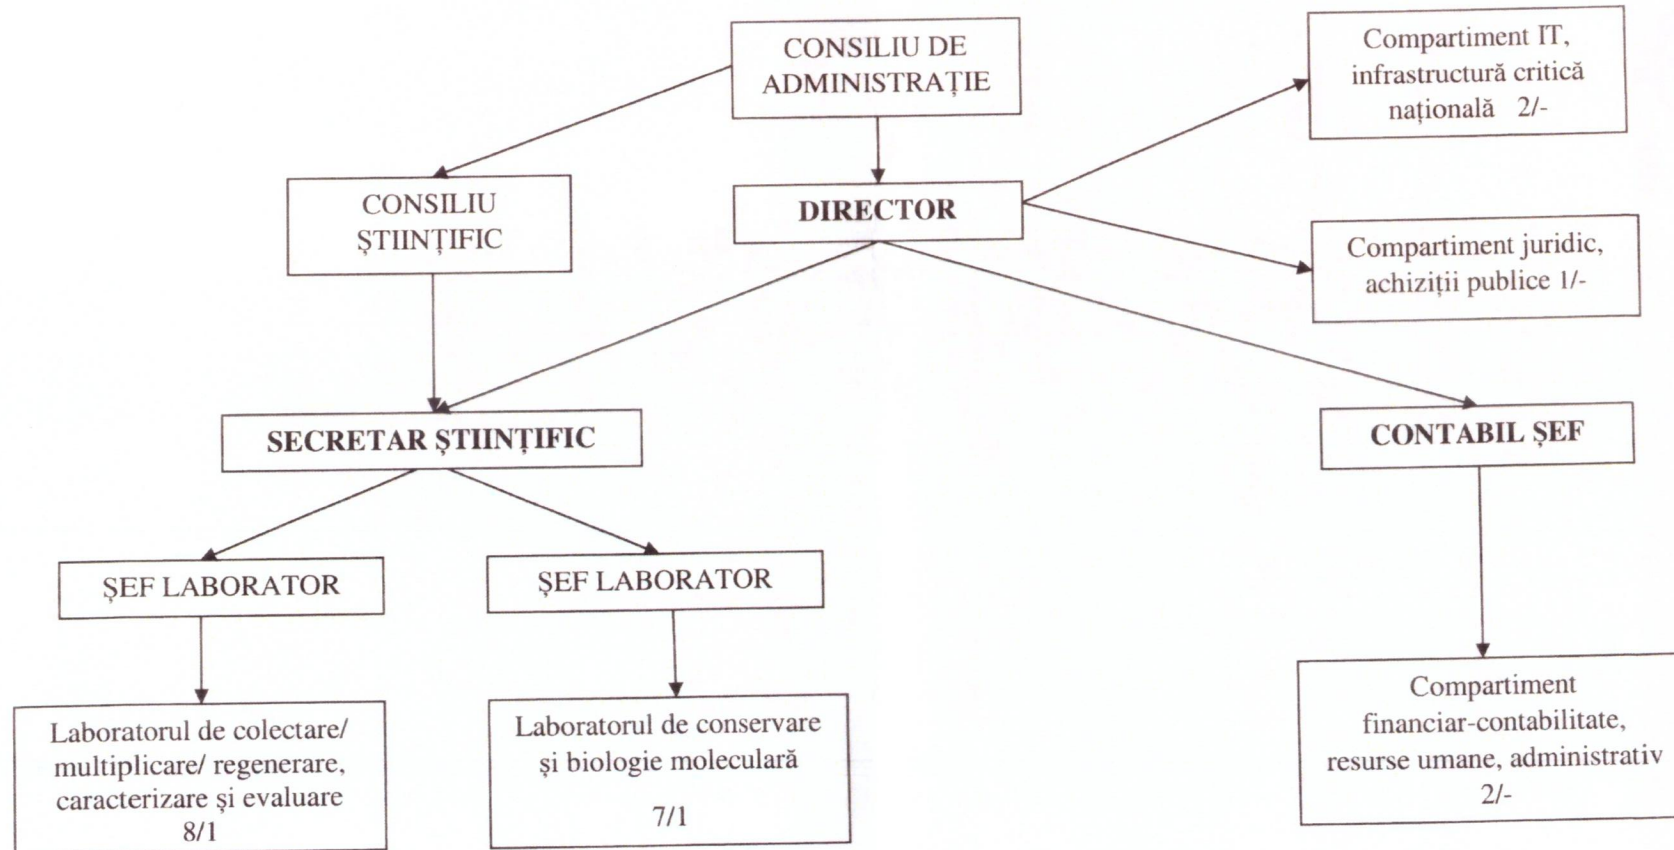 CONSILIU DE
ADMINISTRAȚIE
Compartiment IT,
infrastructură critică
națională 2/-
CONSILIU
ȘTIINȚIFIC
DIRECTOR
Compartiment juridic,
achiziții publice 1/-
SECRETAR ȘTIINȚIFIC
CONTABIL ȘEF
ȘEF LABORATOR
ȘEF LABORATOR
Laboratorul de colectare/
multiplicare/ regenerare,
caracterizare și evaluare
8/1
Laboratorul de conservare
și biologie moleculară
7/1
Compartiment
financiar-contabilitate,
resurse umane, administrativ
2/-